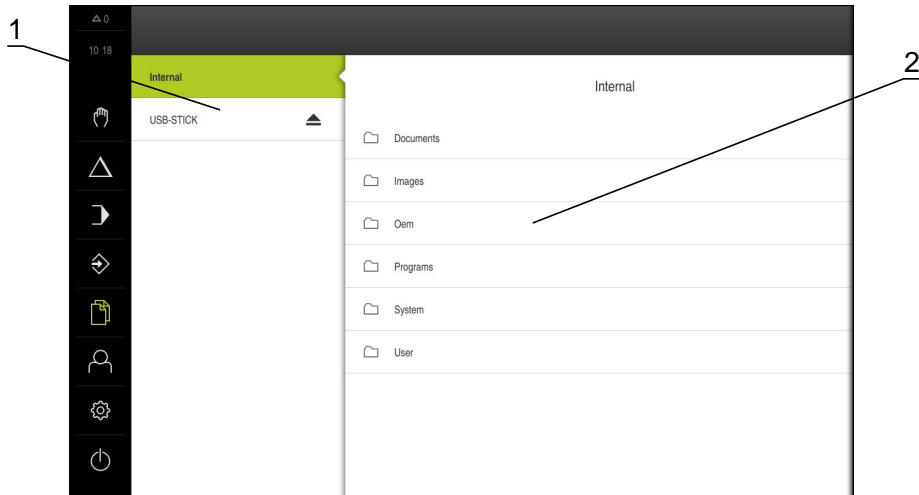 1
△ 0
10 18
Internal
USB-STICK
Internal
Documents
Images
Oem
Programs
System
User
2